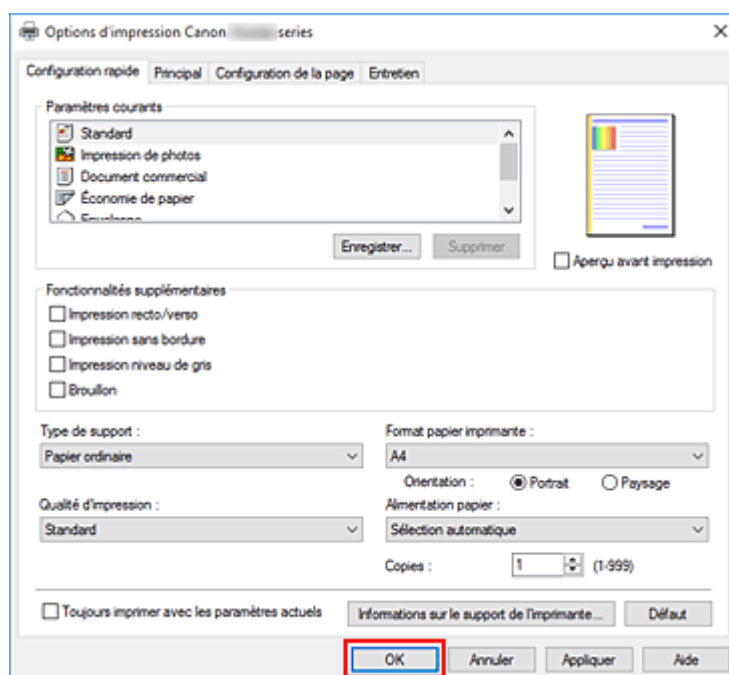 Options d'impression Canon series
Configuration rapide Principal Configuration de la page Entretien
Paramètres courants
Standard
Impression de photos
Document commercial
Économie de papier
Enregistrer... Supprimer
Aperçu avant impression
Fonctionnalités supplémentaires
Impression recto/verso
Impression sans bordure
Impression niveau de gris
Brouillon
Type de support : Format papier imprimante :
Papier ordinaire A4
Orientation : Portrait Paysage
Qualité d'impression : Alimentation papier :
Standard Sélection automatique
Copies : 1 (1-999)
Toujours imprimer avec les paramètres actuels Informations sur le support de l'imprimante... Défaut
OK Annuler Appliquer Aide